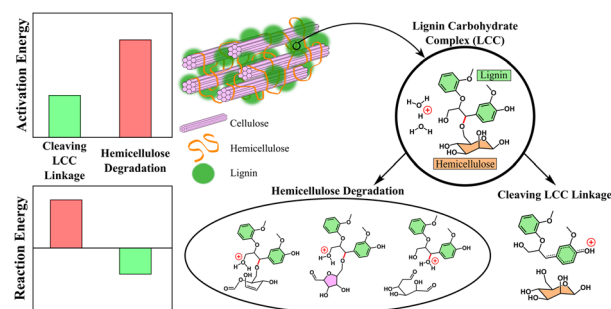 Activation Energy
Cleaving
LCC
Linkage
Hemicellulose
Degradation
Reaction Energy
Cellulose
Hemicellulose
Lignin
Lignin Carbohydrate
Complex (LCC)
Lignin
Hemicellulose
Hemicellulose Degradation
Cleaving LCC Linkage